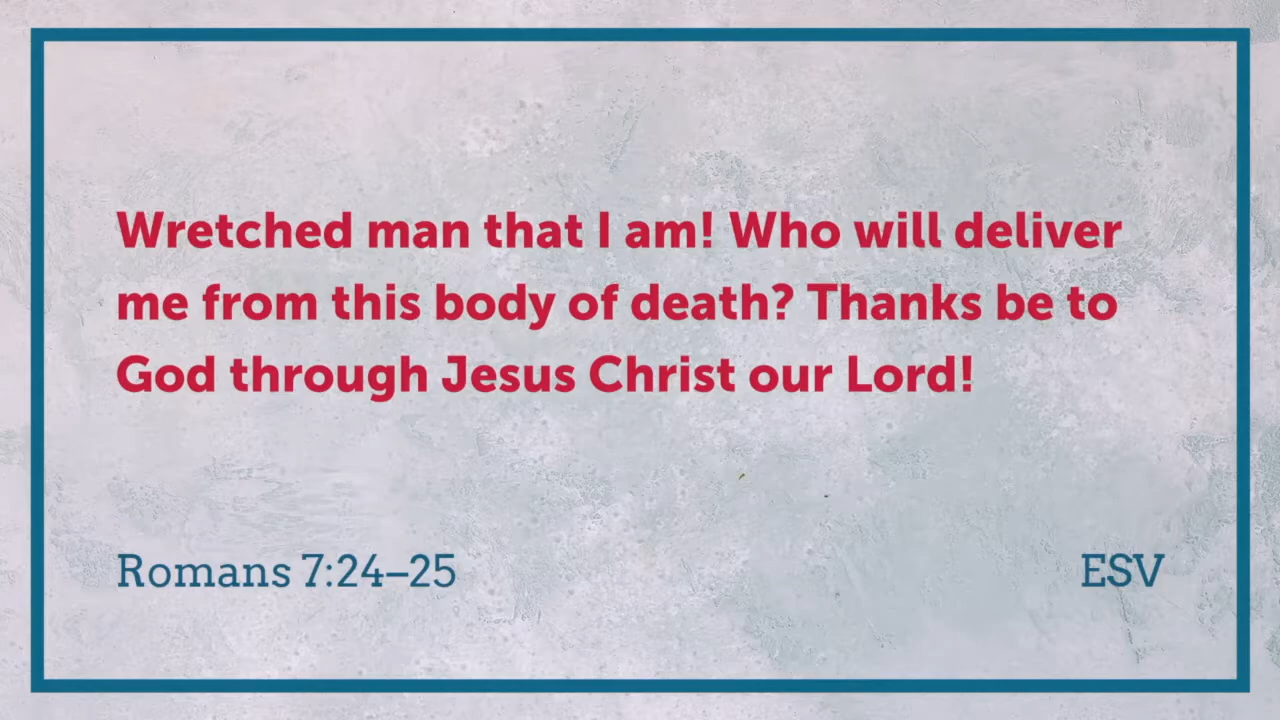 Wretched man that I am! Who will deliver
me from this body of death? Thanks be to
God through Jesus Christ our Lord!
Romans 7:24–25 ESV